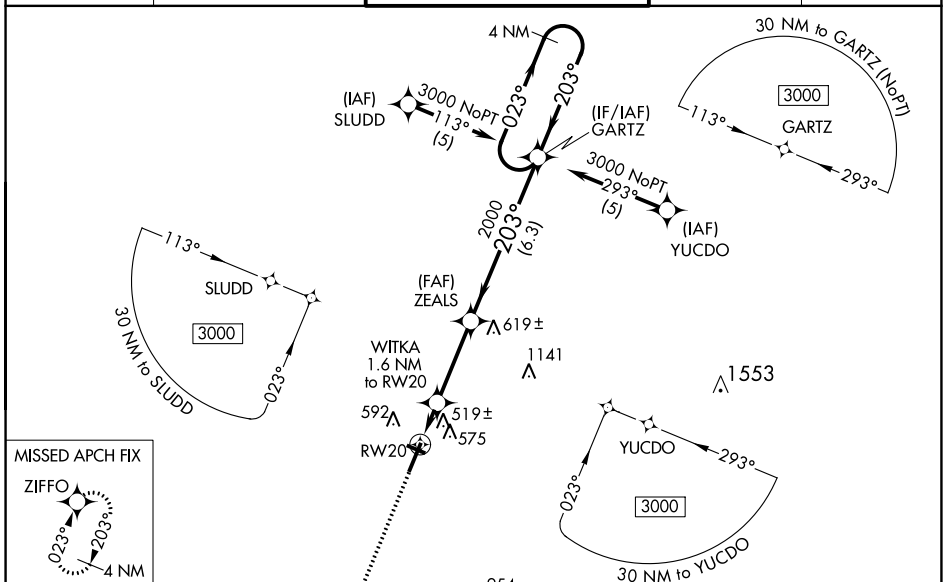 30 NM to GARTZ (NoPT)
3000
GARTZ
113°
293°
4 NM
023°
203°
(IAF)
SLUDD
3000 NoPT
113°
(5)
(IF/IAF)
GARTZ
3000 NoPT
293°
(5)
(IAF)
YUCDO
2000
203°
(6.3)
113°
SLUDD
3000
023°
30 NM to SLUDD
(FAF)
ZEALS
619±
1141
1553
WITKA
1.6 NM
to RW20
592
519±
575
RW20
YUCDO
293°
023°
3000
30 NM to YUCDO
MISSED APCH FIX
ZIFFO
023°
203°
4 NM